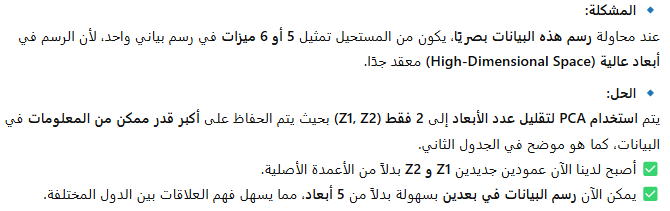 🔹 المشكلة:
عند محاولة رسم هذه البيانات بصريًا، يكون من المستحيل تمثيل 5 أو 6 ميزات في رسم بياني واحد، لأن الرسم في
أبعاد عالية (High-Dimensional Space) معقد جدًا.
🔹 الحل:
يتم استخدام PCA لتقليل عدد الأبعاد إلى 2 فقط (Z1, Z2) بحيث يتم الحفاظ على أكبر قدر ممكن من المعلومات في
البيانات، كما هو موضح في الجدول الثاني.
✅ أصبح لدينا الآن عمودين جديدين Z1 و Z2 بدلاً من الأعمدة الأصلية.
✅ يمكن الآن رسم البيانات في بعدين بسهولة بدلاً من 5 أبعاد، مما يسهل فهم العلاقات بين الدول المختلفة.